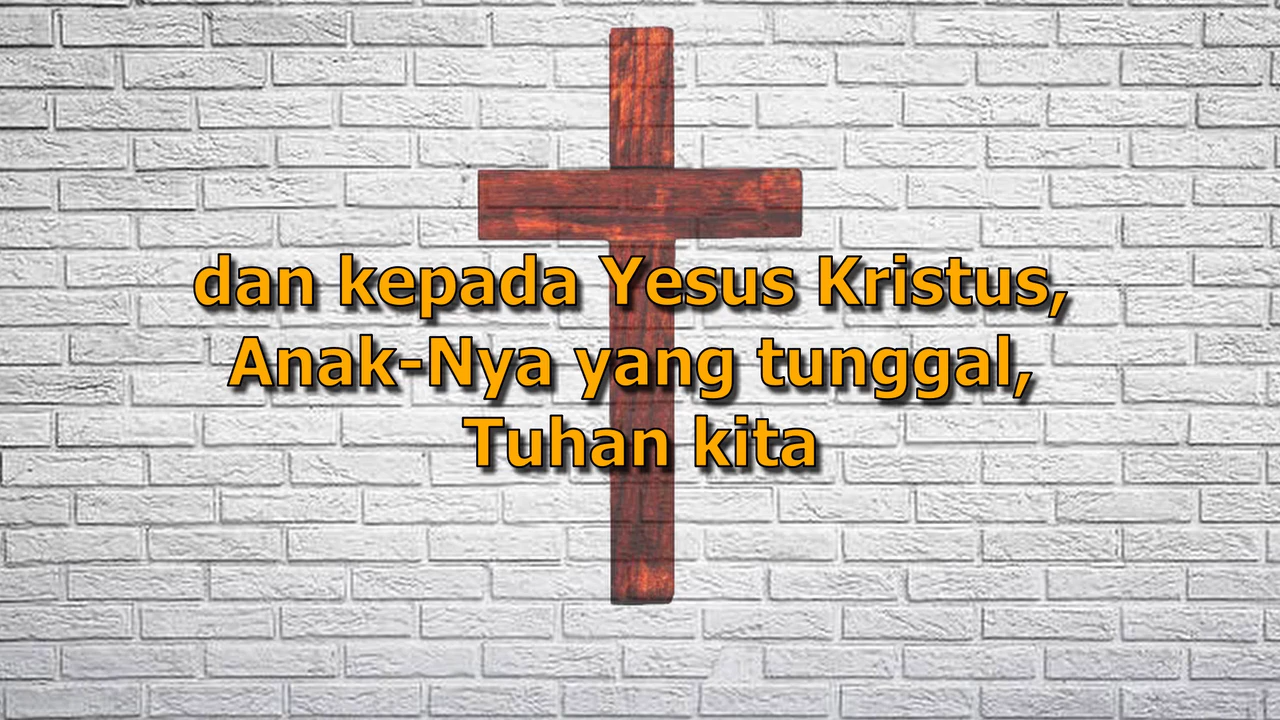 dan kepada Yesus Kristus,
Anak-Nya yang tunggal,
Tuhan kita